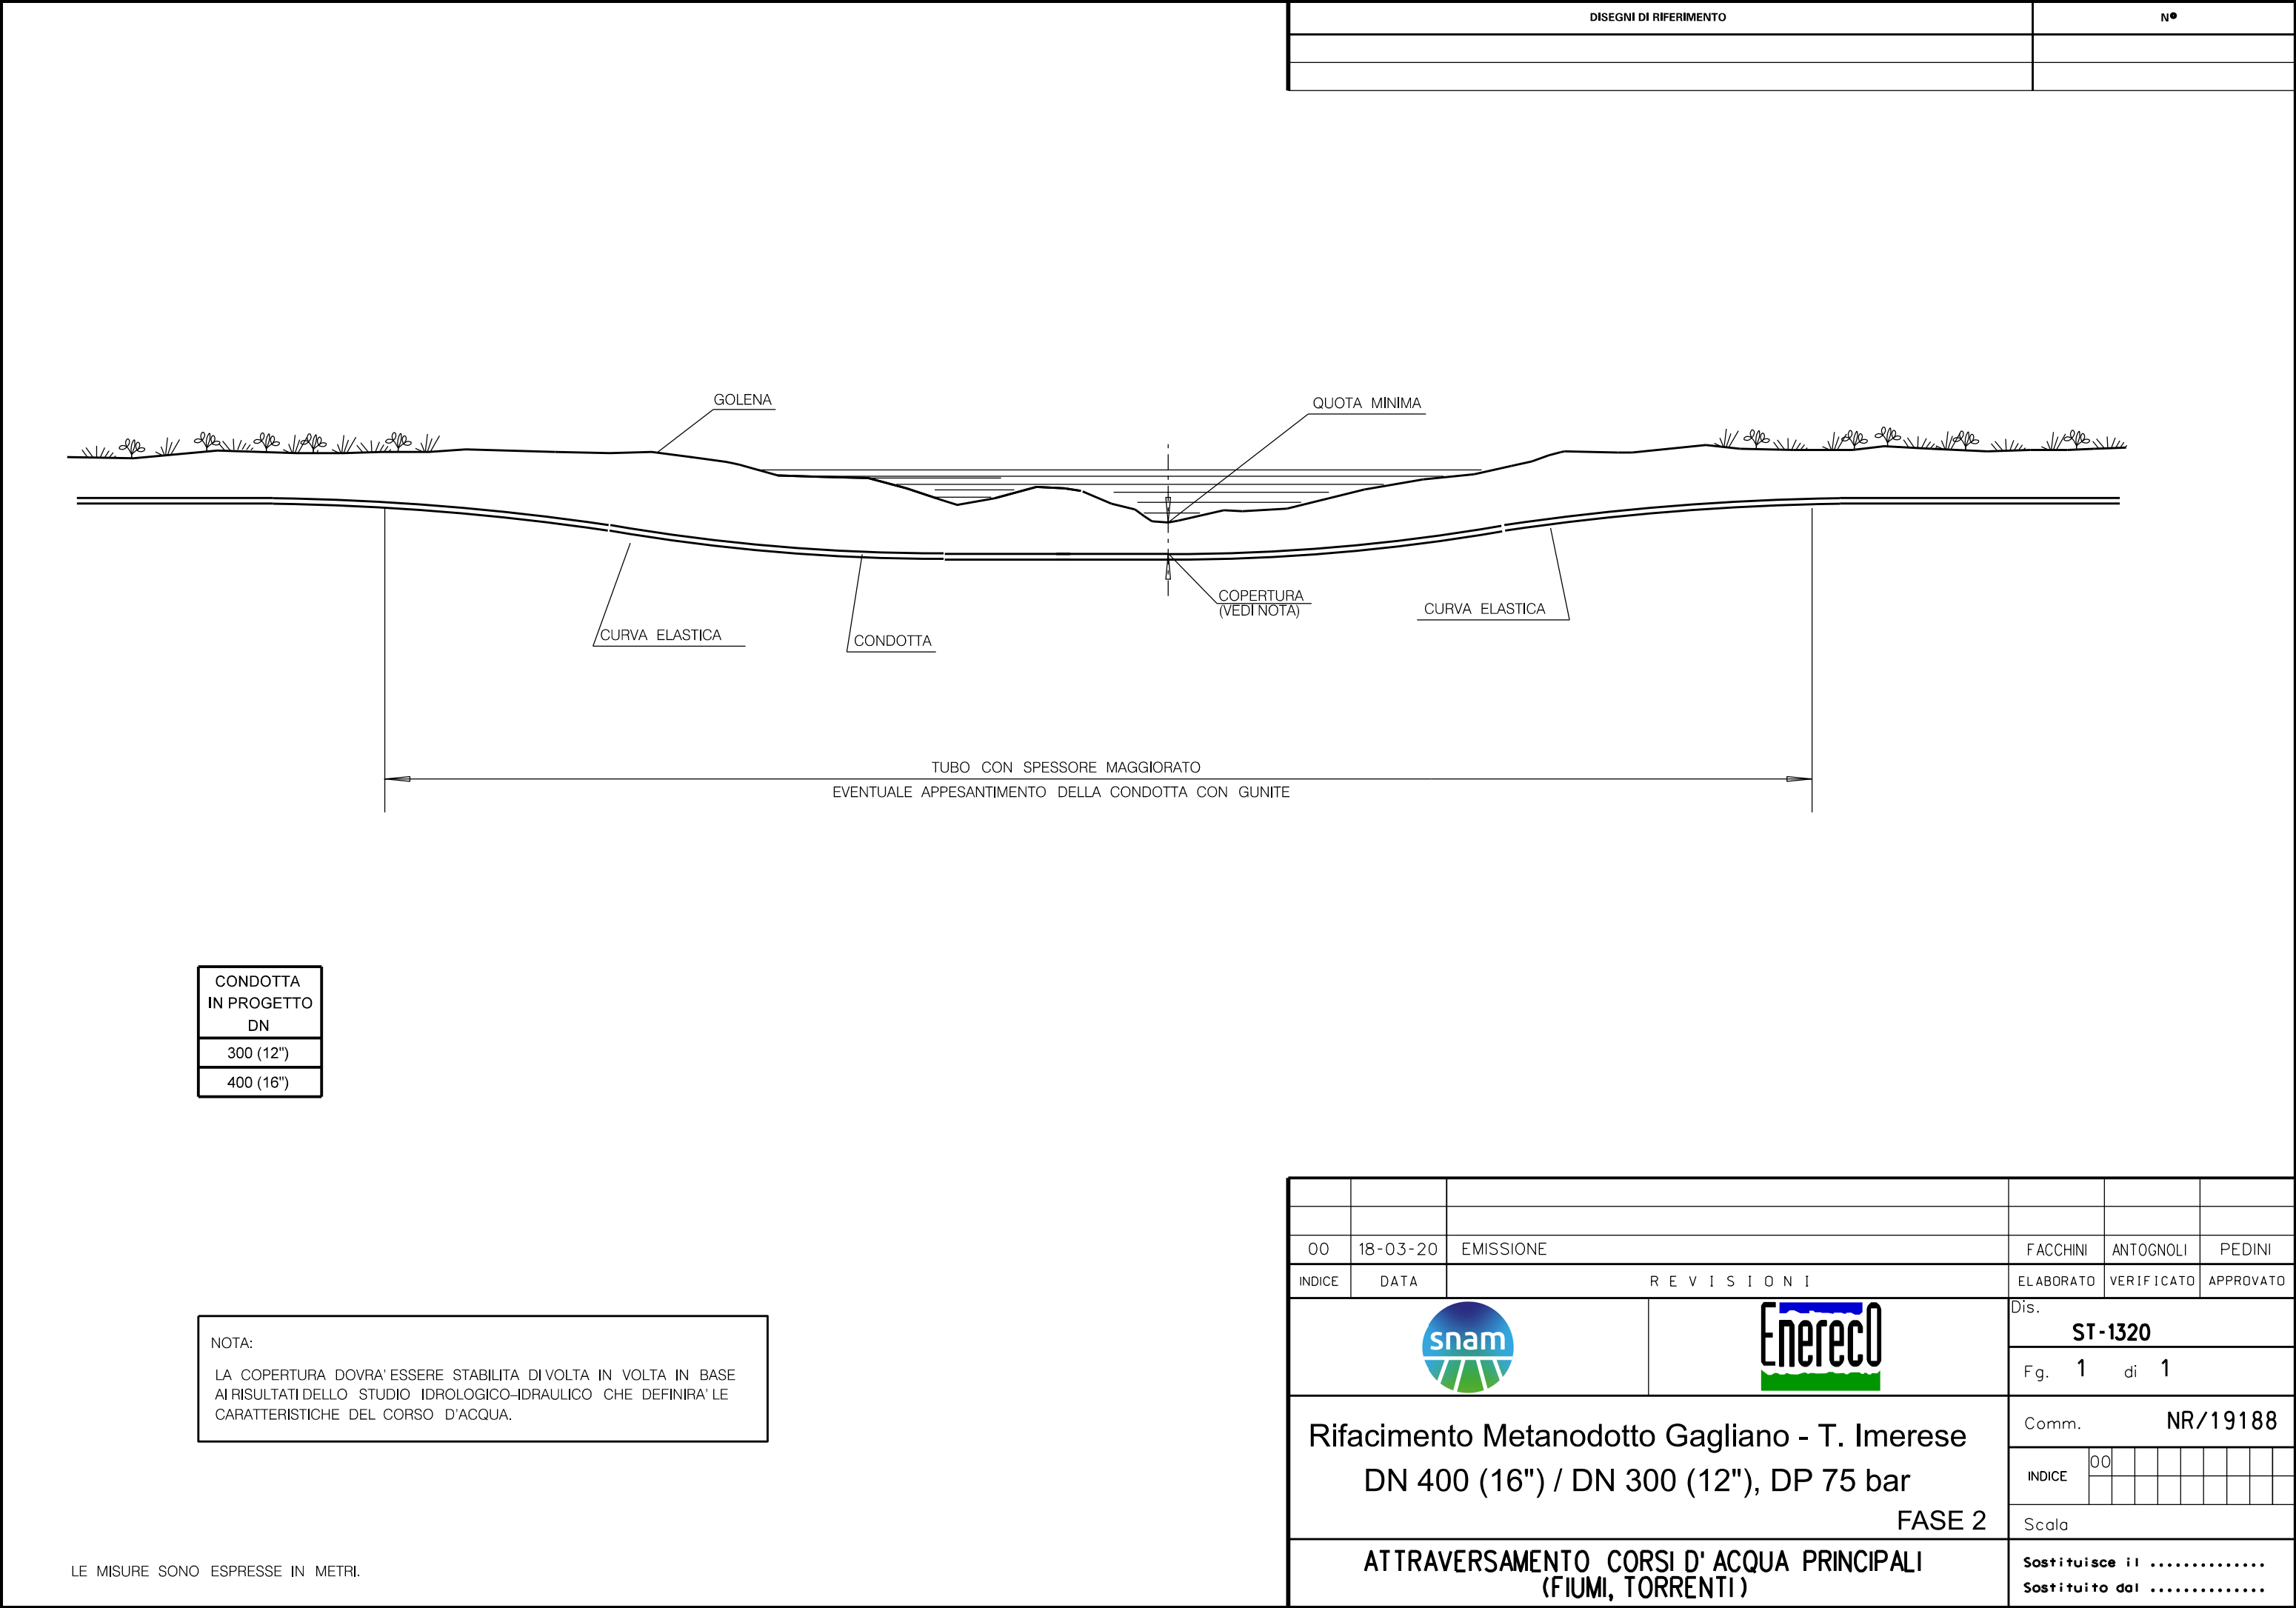 DISEGNI DI RIFERIMENTO
N°
GOLENA
QUOTA MINIMA
COPERTURA
(VEDI NOTA)
CURVA ELASTICA
CURVA ELASTICA
CONDOTTA
TUBO CON SPESSORE MAGGIORATO
EVENTUALE APPESANTIMENTO DELLA CONDOTTA CON GUNITE
CONDOTTA
IN PROGETTO
DN
300 (12")
400 (16")
NOTA:
LA COPERTURA DOVRA' ESSERE STABILITA DI VOLTA IN VOLTA IN BASE
AI RISULTATI DELLO STUDIO IDROLOGICO–IDRAULICO CHE DEFINIRA' LE
CARATTERISTICHE DEL CORSO D'ACQUA.
LE MISURE SONO ESPRESSE IN METRI.
00 18-03-20 EMISSIONE FACCHINI ANTOGNOLI PEDINI
INDICE DATA REVISIONI ELABORATO VERIFICATO APPROVATO
snam
Enereco
Dis.
ST-1320
Fg. 1 di 1
Rifacimento Metanodotto Gagliano - T. Imerese
DN 400 (16") / DN 300 (12"), DP 75 bar
FASE 2
Comm. NR/19188
INDICE 00
Scala
ATTRAVERSAMENTO CORSI D'ACQUA PRINCIPALI
(FIUMI, TORRENTI)
Sostituisce il ..............
Sostituito dal ..............